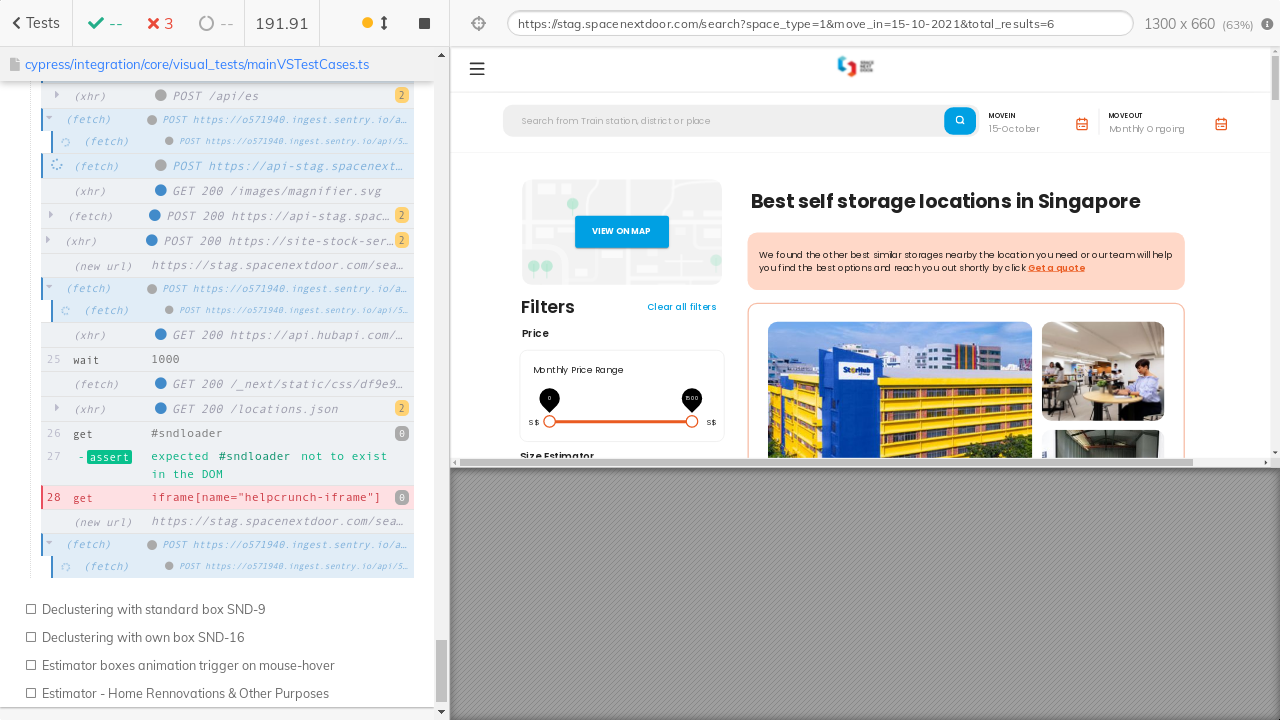 Tests
--
3
--
191.91
cypress/integration/core/visual_tests/mainVSTestCases.ts
(xhr) POST /api/es 2
(fetch) POST https://o571940.ingest.sentry.io/a…
(fetch) POST https://o571940.ingest.sentry.io/api/5…
(fetch) POST https://api-stag.spacenext…
(xhr) GET 200 /images/magnifier.svg
(fetch) POST 200 https://api-stag.spac… 2
(xhr) POST 200 https://site-stock-ser… 2
(new url) https://stag.spacenextdoor.com/sea…
(fetch) POST https://o571940.ingest.sentry.io/a…
(fetch) POST https://o571940.ingest.sentry.io/api/5…
(xhr) GET 200 https://api.hubapi.com/…
25 wait 1000
(xhr) GET 200 /_next/static/css/df9e9…
(xhr) GET 200 /locations.json 2
26 get #sndloader 0
27 -assert expected #sndloader not to exist
in the DOM
28 get iframe[name="helpcrunch-iframe"] 0
(new url) https://stag.spacenextdoor.com/sea…
(fetch) POST https://o571940.ingest.sentry.io/a…
(fetch) POST https://o571940.ingest.sentry.io/api/5…
Declustering with standard box SND-9
Declustering with own box SND-16
Estimator boxes animation trigger on mouse-hover
Estimator - Home Rennovations & Other Purposes
https://stag.spacenextdoor.com/search?space_type=1&move_in=15-10-2021&total_results=6
1300 x 660 (63%)
SPACE
NEXT
DOOR
Search from Train station, district or place
MOVE IN
15-October
MOVE OUT
Monthly Ongoing
VIEW ON MAP
Filters
Clear all filters
Price
Monthly Price Range
0
1500
S$
S$
Size Estimator
Best self storage locations in Singapore
We found the other best similar storages nearby the location you need or our team will help
you find the best options and reach you out shortly by click Get a quote
StorHub